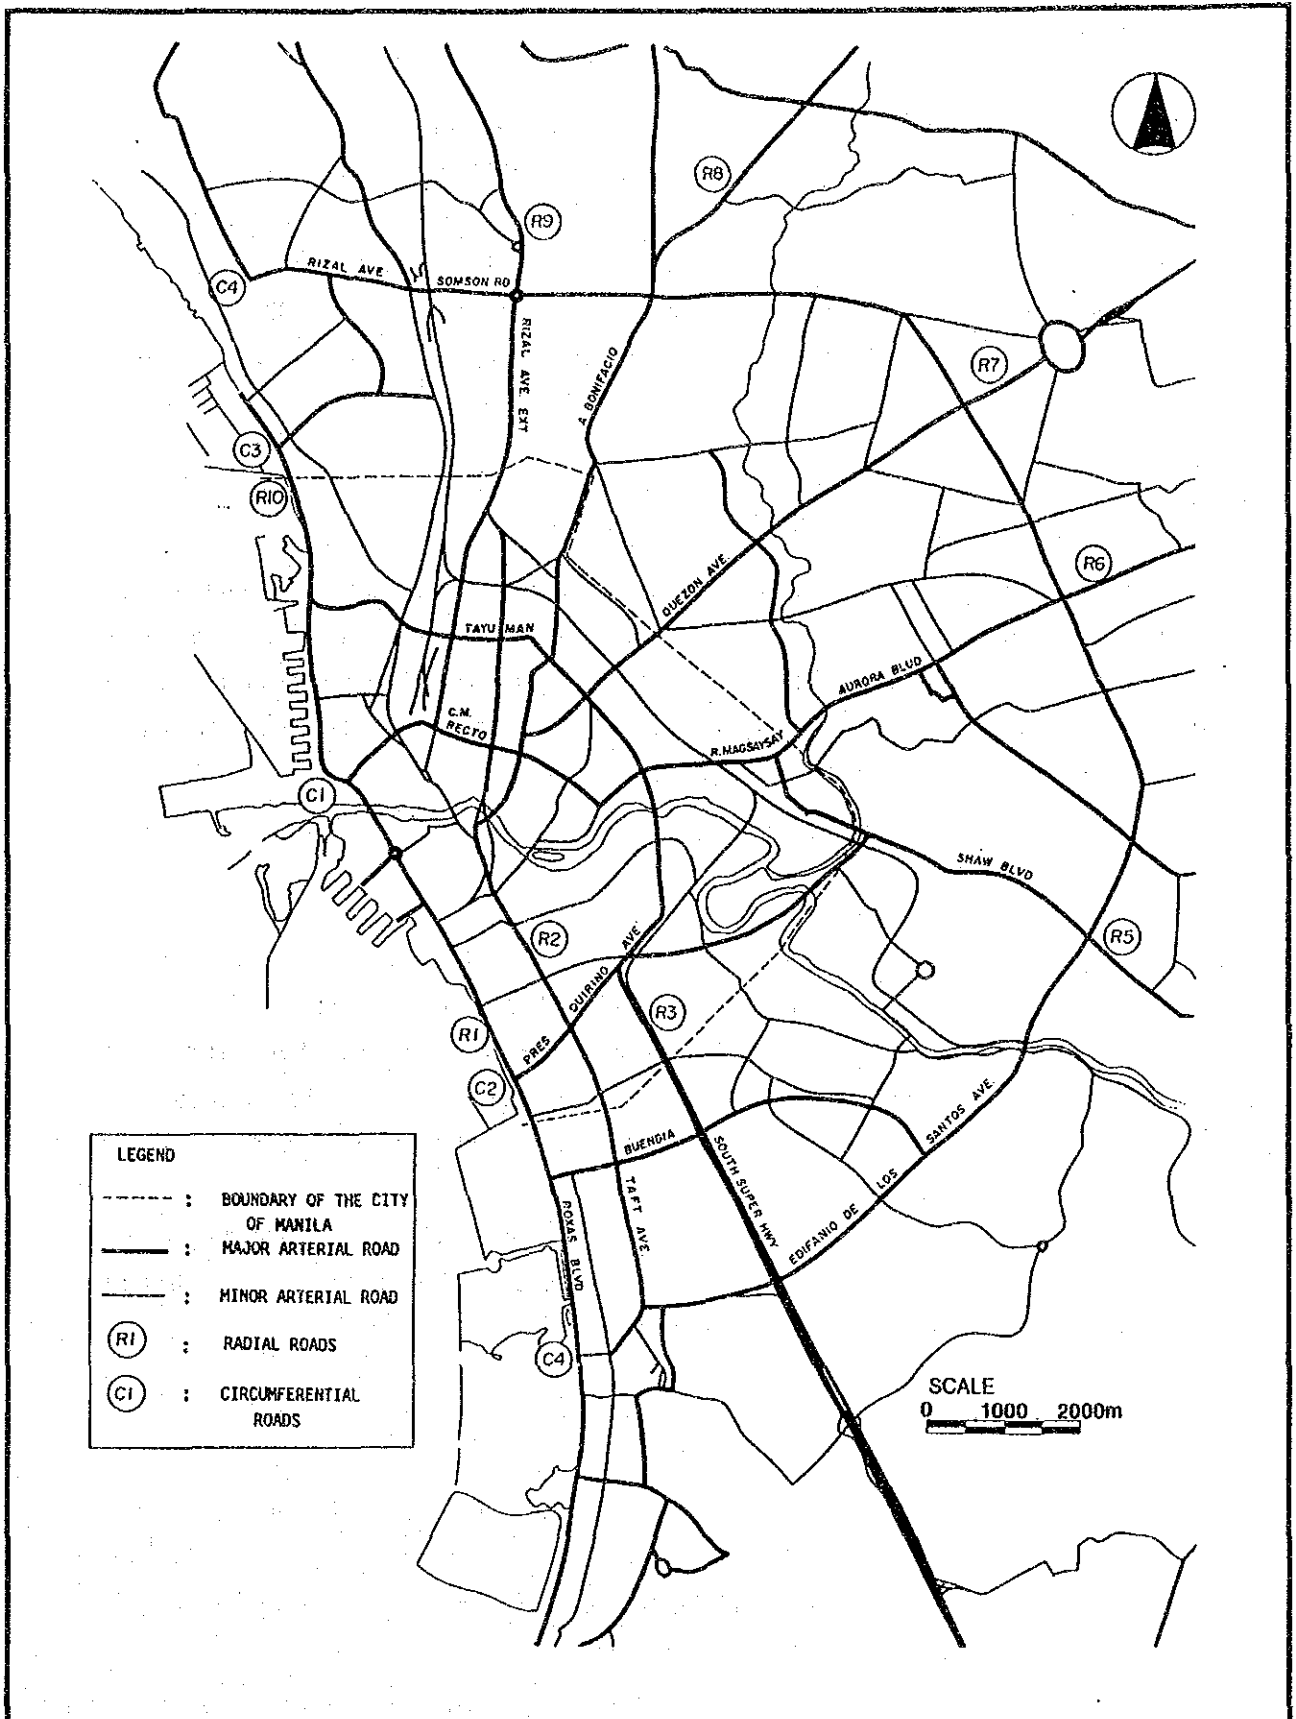 R8
R9
C4
RIZAL AVE
SOMSON RD
RIZAL AVE EXT
A BONIFACIO
R7
C3
R10
R6
QUEZON AVE.
TAYUMAN
AURORA BLVD
C.M.
RECTO
R. MAGSAYSAY
C1
SHAW BLVD
R2
R5
PRES QUIRINO AVE
R3
R1
C2
BUENDIA
SOUTH SUPER HWY
EDIFANIO DE LOS SANTOS AVE.
TAFT AVE
ROXAS BLVD
C4
LEGEND
: BOUNDARY OF THE CITY
OF MANILA
: MAJOR ARTERIAL ROAD
: MINOR ARTERIAL ROAD
R1 : RADIAL ROADS
C1 : CIRCUMFERENTIAL
ROADS
SCALE
0 1000 2000m